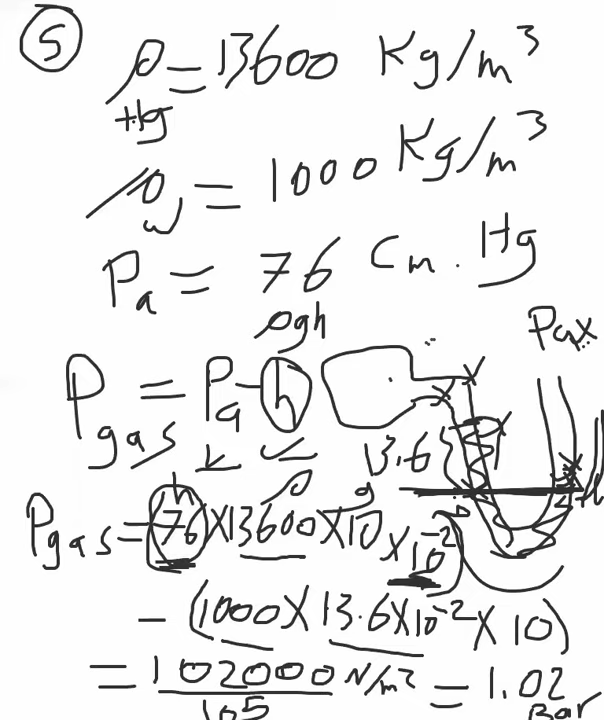 5
ρHg = 13600 Kg/m³
ρw = 1000 Kg/m³
Pa = 76 Cm . Hg
ρgh
Pgas = Pa - h
13.6
h ρ g
Pgas = 76 X 13600 X 10 X 10⁻²
- (1000 X 13.6 X 10⁻² X 10)
= 102000 N/m² / 10⁵ = 1.02 Bar